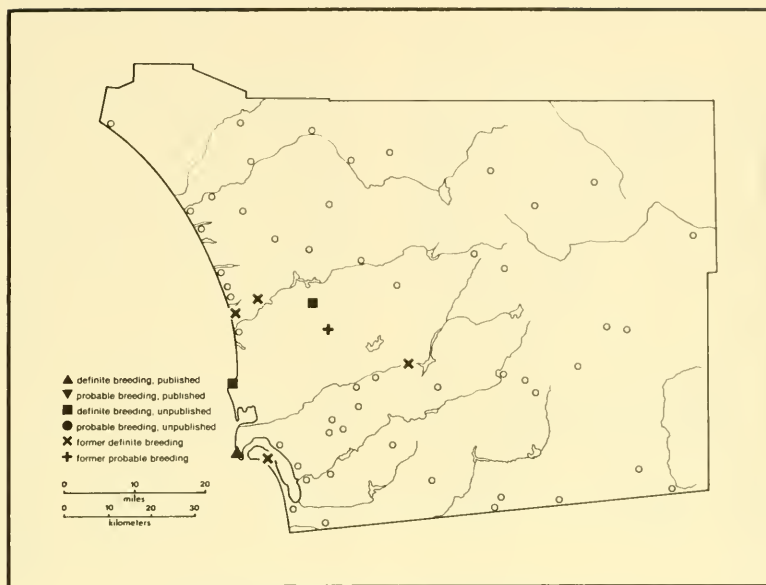 definite breeding, published
probable breeding, published
definite breeding, unpublished
probable breeding, unpublished
former definite breeding
former probable breeding
0 10 20
miles
0 10 20 30
kilometers